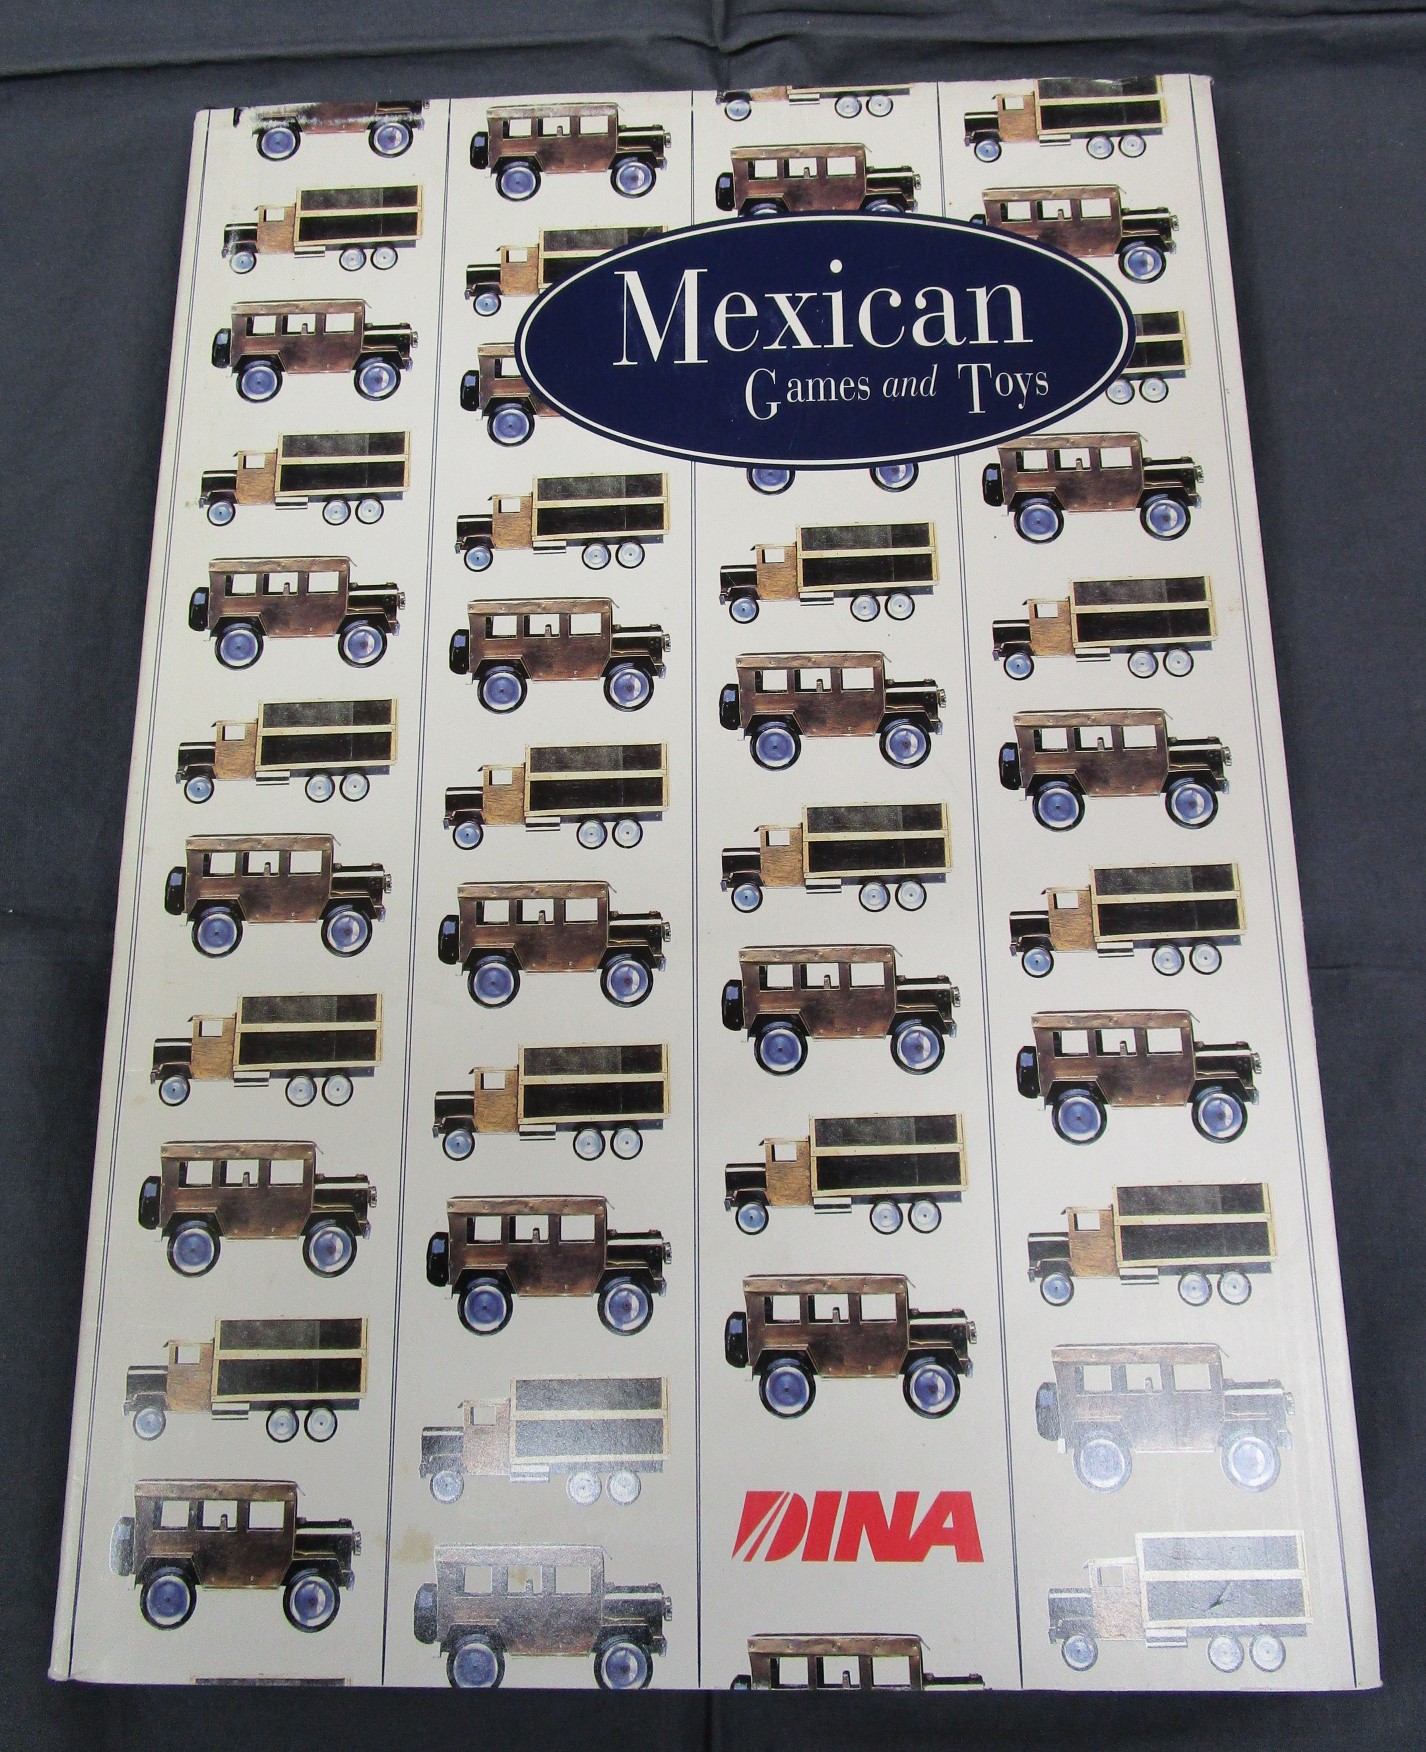 Mexican
Games and Toys
DINA